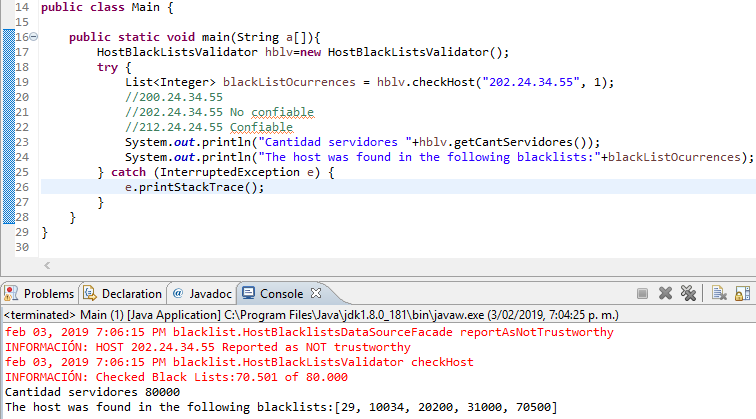 14 public class Main {
15
16 public static void main(String a[]){
17 HostBlackListsValidator hblv=new HostBlackListsValidator();
18 try {
19 List<Integer> blackListOcurrences = hblv.checkHost("202.24.34.55", 1);
20 //200.24.34.55
21 //202.24.34.55 No confiable
22 //212.24.24.55 Confiable
23 System.out.println("Cantidad servidores "+hblv.getCantServidores());
24 System.out.println("The host was found in the following blacklists:"+blackListOcurrences);
25 } catch (InterruptedException e) {
26 e.printStackTrace();
27 }
28 }
29 }
30
Problems Declaration @ Javadoc Console
<terminated> Main (1) [Java Application] C:\Program Files\Java\jdk1.8.0_181\bin\javaw.exe (3/02/2019, 7:04:25 p. m.)
feb 03, 2019 7:06:15 PM blacklist.HostBlacklistsDataSourceFacade reportAsNotTrustworthy
INFORMACIÓN: HOST 202.24.34.55 Reported as NOT trustworthy
feb 03, 2019 7:06:15 PM blacklist.HostBlackListsValidator checkHost
INFORMACIÓN: Checked Black Lists:70.501 of 80.000
Cantidad servidores 80000
The host was found in the following blacklists:[29, 10034, 20200, 31000, 70500]